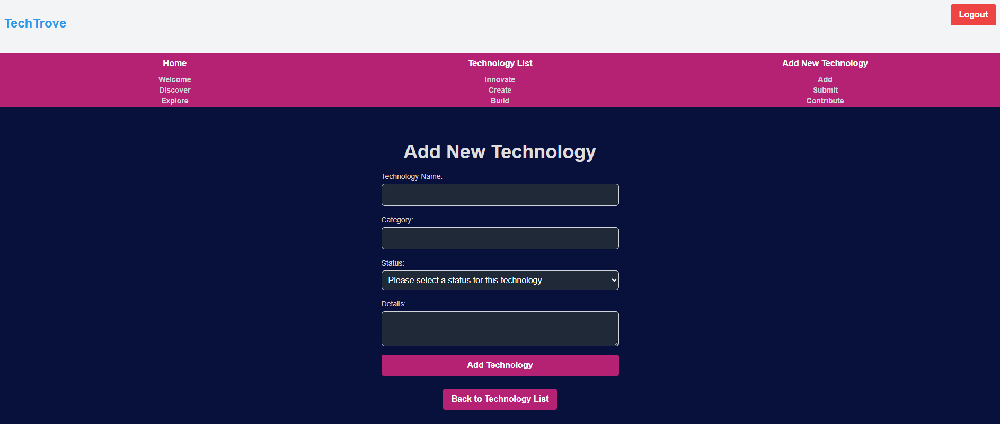 TechTrove
Logout
Home
Welcome
Discover
Explore
Technology List
Innovate
Create
Build
Add New Technology
Add
Submit
Contribute
Add New Technology
Technology Name:
Category:
Status:
Please select a status for this technology
Details:
Add Technology
Back to Technology List